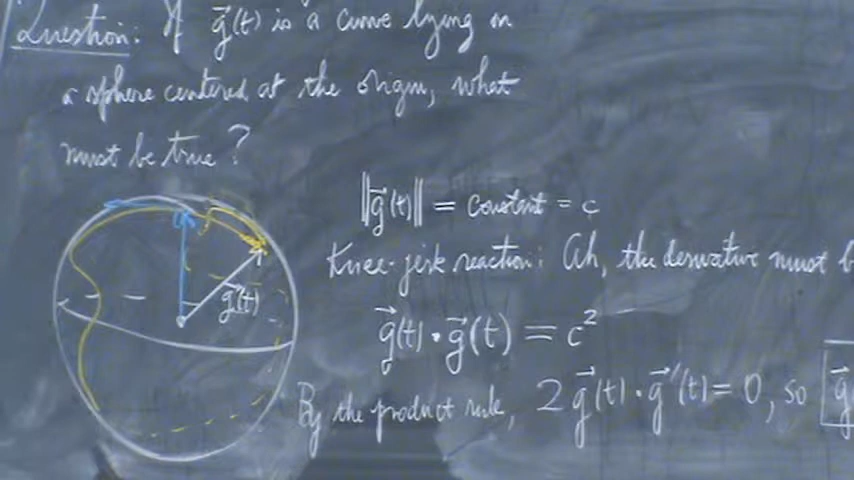 Question: If g⃗(t) is a curve lying on
a sphere centered at the origin, what
must be true?
‖g⃗(t)‖ = constant = c
Knee-jerk reaction: Ah, the derivative must b
g⃗(t)
g⃗(t)·g⃗(t) = c²
By the product rule, 2g⃗(t)·g⃗'(t) = 0, so g⃗